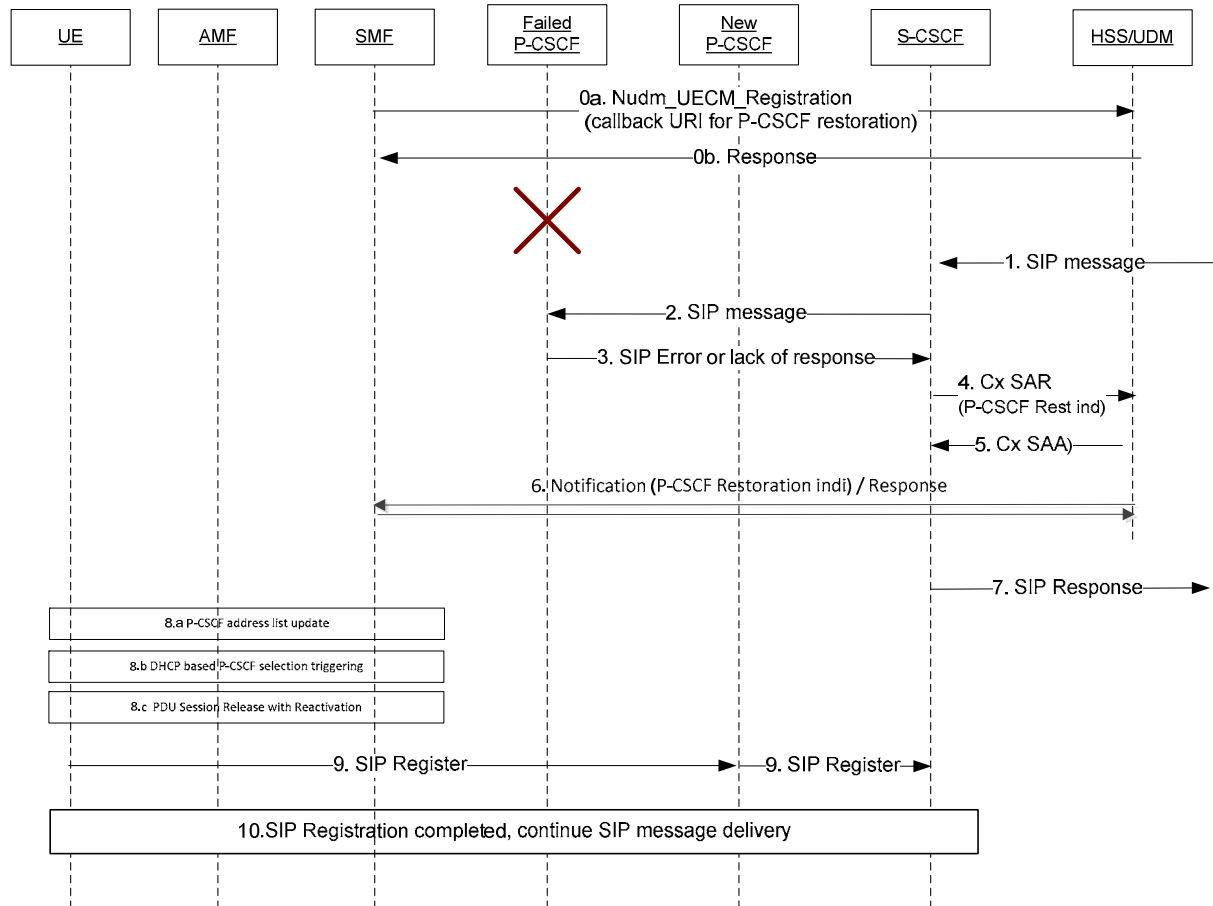 UE
AMF
SMF
Failed
P-CSCF
New
P-CSCF
S-CSCF
HSS/UDM
0a. Nudm_UECM_Registration
(callback URI for P-CSCF restoration)
0b. Response
1. SIP message
2. SIP message
3. SIP Error or lack of response
4. Cx SAR
(P-CSCF Rest ind)
5. Cx SAA)
6. Notification (P-CSCF Restoration indi) / Response
7. SIP Response
8.a P-CSCF address list update
8.b DHCP based P-CSCF selection triggering
8.c PDU Session Release with Reactivation
9. SIP Register
9. SIP Register
10.SIP Registration completed, continue SIP message delivery